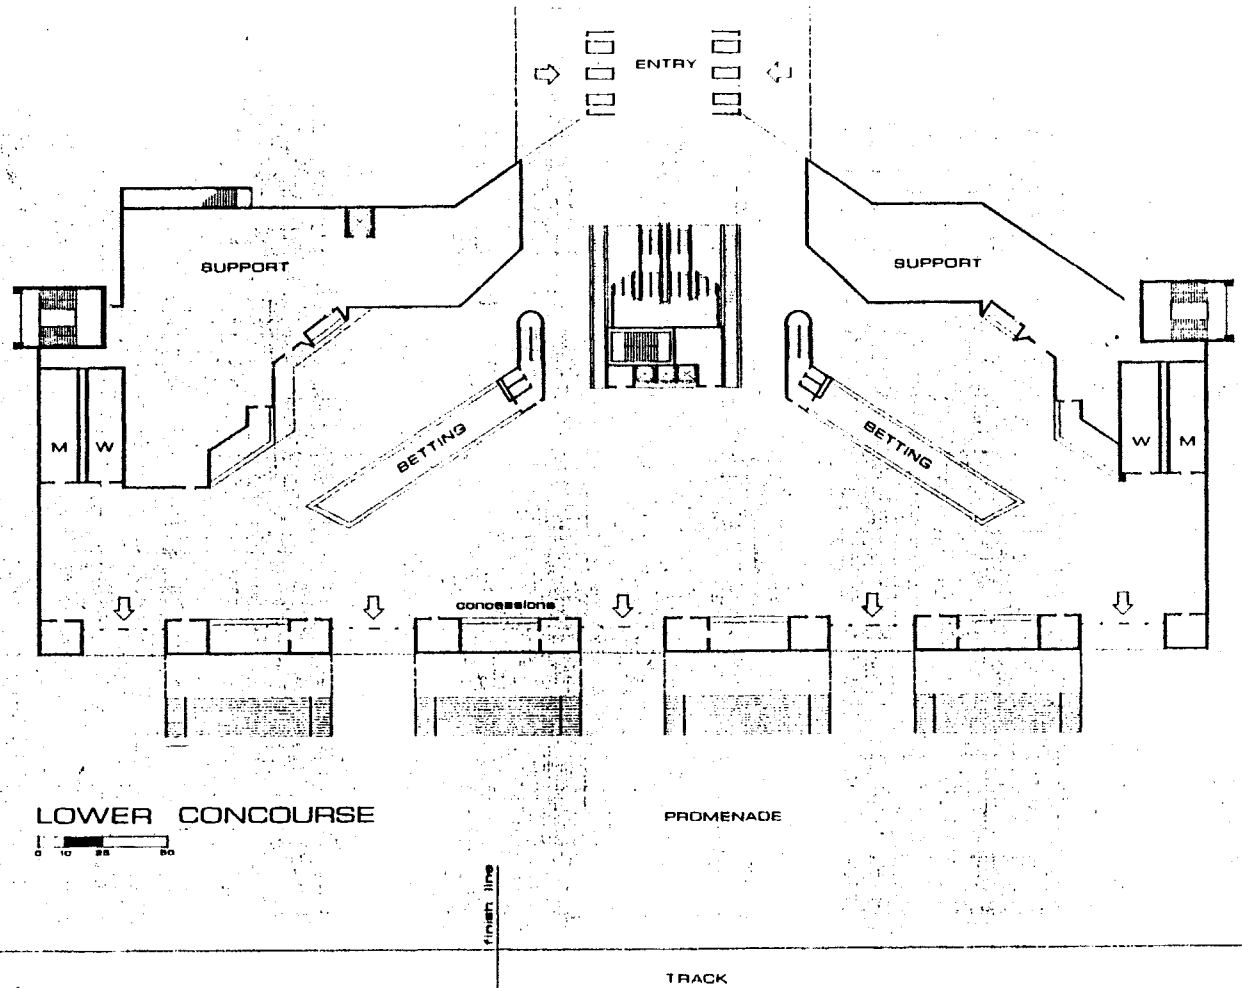 ENTRY
SUPPORT
SUPPORT
BETTING
BETTING
M W
W M
concessions
LOWER CONCOURSE
0 10 25 50
PROMENADE
finish line
TRACK